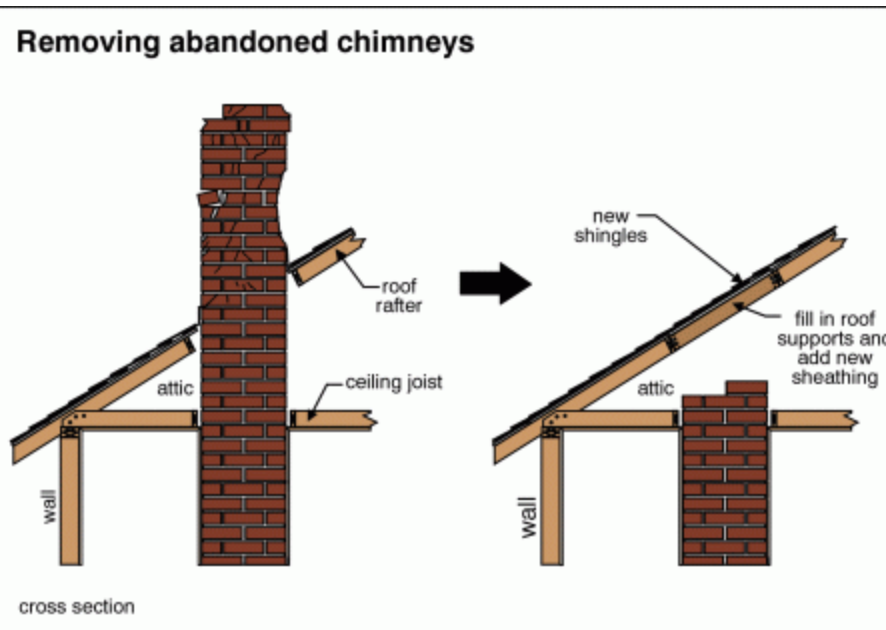 Removing abandoned chimneys
roof
rafter
attic
ceiling joist
wall
new
shingles
fill in roof
supports and
add new
sheathing
attic
wall
cross section